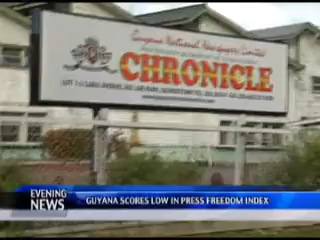 Guyana National Newspapers Limited
CHRONICLE
EVENING
NEWS
GUYANA SCORES LOW IN PRESS FREEDOM INDEX